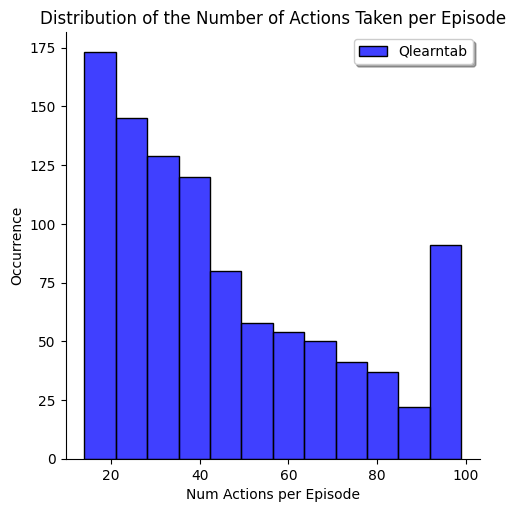 Distribution of the Number of Actions Taken per Episode
Qlearntab
175
150
125
100
75
50
25
0
Occurrence
20 40 60 80 100
Num Actions per Episode